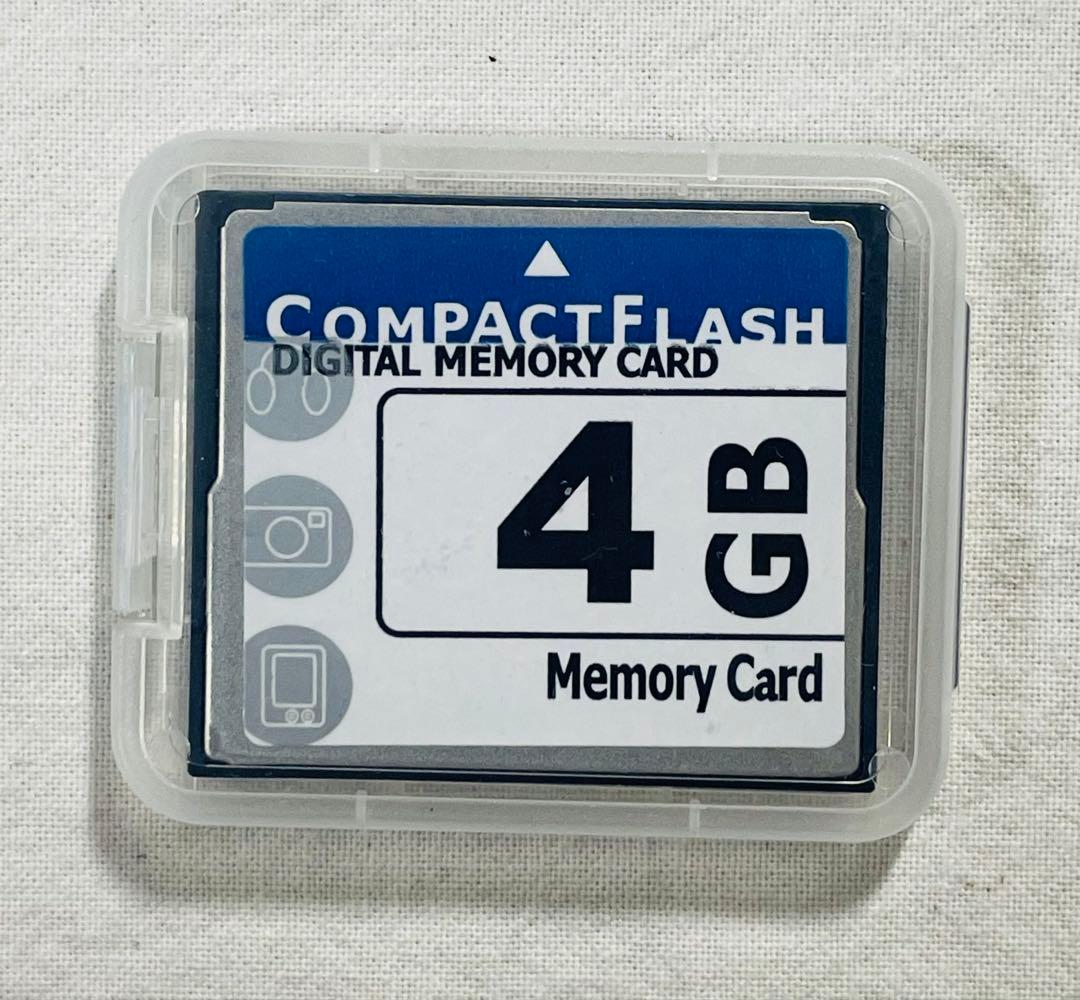 COMPACTFLASH
DIGITAL MEMORY CARD
4 GB
Memory Card